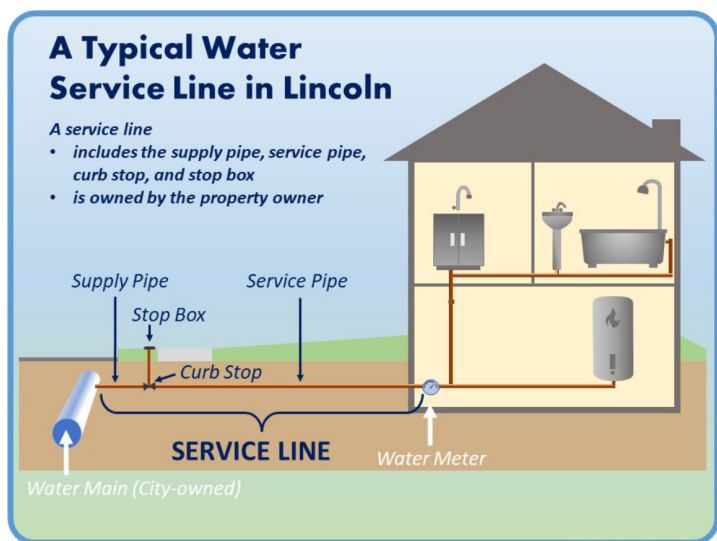 A Typical Water
Service Line in Lincoln
A service line
• includes the supply pipe, service pipe,
curb stop, and stop box
• is owned by the property owner
Supply Pipe
Service Pipe
Stop Box
Curb Stop
SERVICE LINE
Water Meter
Water Main (City-owned)